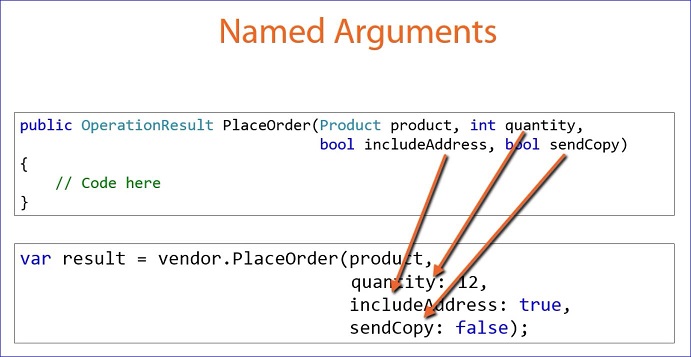 Named Arguments
public OperationResult PlaceOrder(Product product, int quantity,
bool includeAddress, bool sendCopy)
{
// Code here
}
var result = vendor.PlaceOrder(product,
quantity: 12,
includeAddress: true,
sendCopy: false);